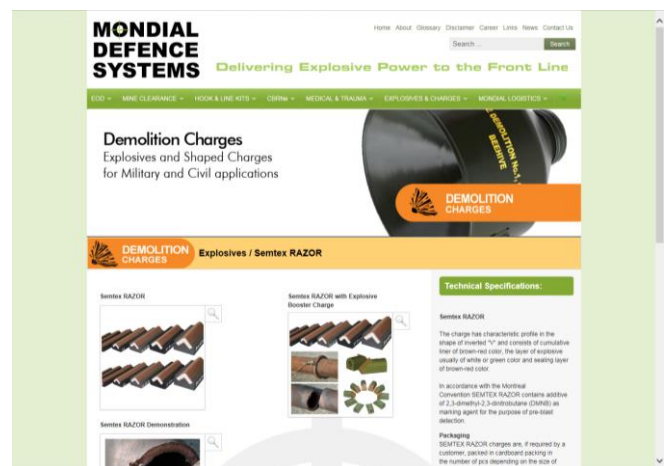 MONDIAL
DEFENCE
SYSTEMS
Home About Glossary Disclaimer Career Links News Contact Us
Search ...
Search
Delivering Explosive Power to the Front Line
EOD
MINE CLEARANCE
HOOK & LINE KITS
CBRNe
MEDICAL & TRAUMA
EXPLOSIVES & CHARGES
MONDIAL LOGISTICS
Demolition Charges
Explosives and Shaped Charges
for Military and Civil applications
DEMOLITION No.1,
BEEHIVE
DEMOLITION
CHARGES
DEMOLITION
CHARGES
Explosives / Semtex RAZOR
Semtex RAZOR
Semtex RAZOR with Explosive
Booster Charge
Semtex RAZOR Demonstration
Technical Specifications:
Semtex RAZOR
The charge has characteristic profile in the
shape of inverted "V" and consists of cumulative
liner of brown-red color, the layer of explosive
usually of white or green color and sealing layer
of brown-red color.
In accordance with the Montreal
Convention SEMTEX RAZOR contains additive
of 2,3-dimethyl-2,3-dinitrobutane (DMNB) as
marking agent for the purpose of pre-blast
detection.
Packaging
SEMTEX RAZOR charges are, if required by a
customer, packed in cardboard packing in
the number of pcs depending on the size of